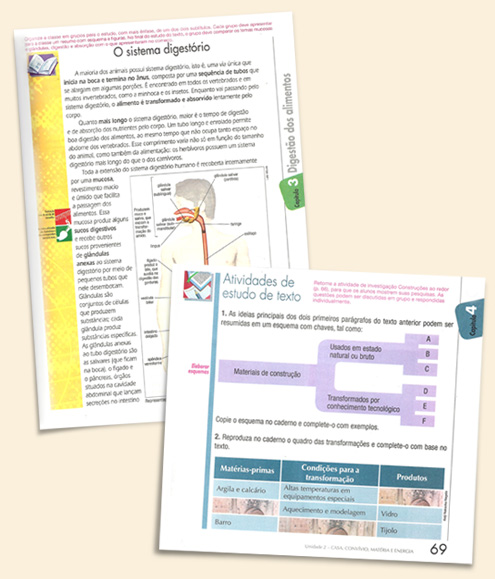 O sistema digestório
A maioria dos animais possui sistema digestório, isto é, uma via única que
inicia na boca e termina no ânus, composta por uma sequência de tubos que
se alargam em algumas porções. É encontrado em todos os vertebrados e em
muitos invertebrados, como a minhoca e os insetos. Enquanto vai passando pelo
sistema digestório, o alimento é transformado e absorvido lentamente pelo
corpo.
Quanto mais longo o sistema digestório, maior é o tempo de digestão
e de absorção dos nutrientes pelo corpo. Um tubo longo e enrolado permite
boa digestão dos alimentos, ao mesmo tempo que não ocupa tanto espaço no
abdome dos vertebrados. Esse comprimento varia não só em função do tamanho
do animal, como também da alimentação: os herbívoros possuem um sistema
digestório mais longo do que o dos carnívoros.
Toda a extensão do sistema digestório humano é recoberta internamente
por uma mucosa,
revestimento macio
e úmido que facilita
a passagem dos
alimentos. Essa
mucosa produz alguns
sucos digestivos
e recebe outros
sucos provenientes
de glândulas
anexas ao sistema
digestório por meio de
pequenos tubos que
nele desembocam.
Glândulas são
conjuntos de células
que produzem
substâncias; cada
glândula produz
substâncias específicas.
As glândulas anexas
ao tubo digestório são
as salivares (que ficam
na boca), o fígado e
o pâncreas, órgãos
situados na cavidade
abdominal que lançam
secreções no intestino
Capítulo 3 Digestão dos alimentos
Atividades de
estudo de texto
Retome a atividade de investigação Construções ao redor
(p. 66), para que os alunos mostrem suas pesquisas. As
questões podem ser discutidas em grupo e respondidas
individualmente.
Capítulo 4
1. As ideias principais dos dois primeiros parágrafos do texto anterior podem ser
resumidas em um esquema com chaves, tal como:
Elaborar
esquemas
Materiais de construção
Usados em estado
natural ou bruto
A
B
C
Transformados por
conhecimento tecnológico
D
E
F
Copie o esquema no caderno e complete-o com exemplos.
2. Reproduza no caderno o quadro das transformações e complete-o com base no
texto.
Matérias-primas Condições para a transformação Produtos
Argila e calcário Altas temperaturas em equipamentos especiais
Aquecimento e modelagem Vidro
Barro Tijolo
Unidade 2 – CASA, CONSUMO, MATÉRIA E ENERGIA 69